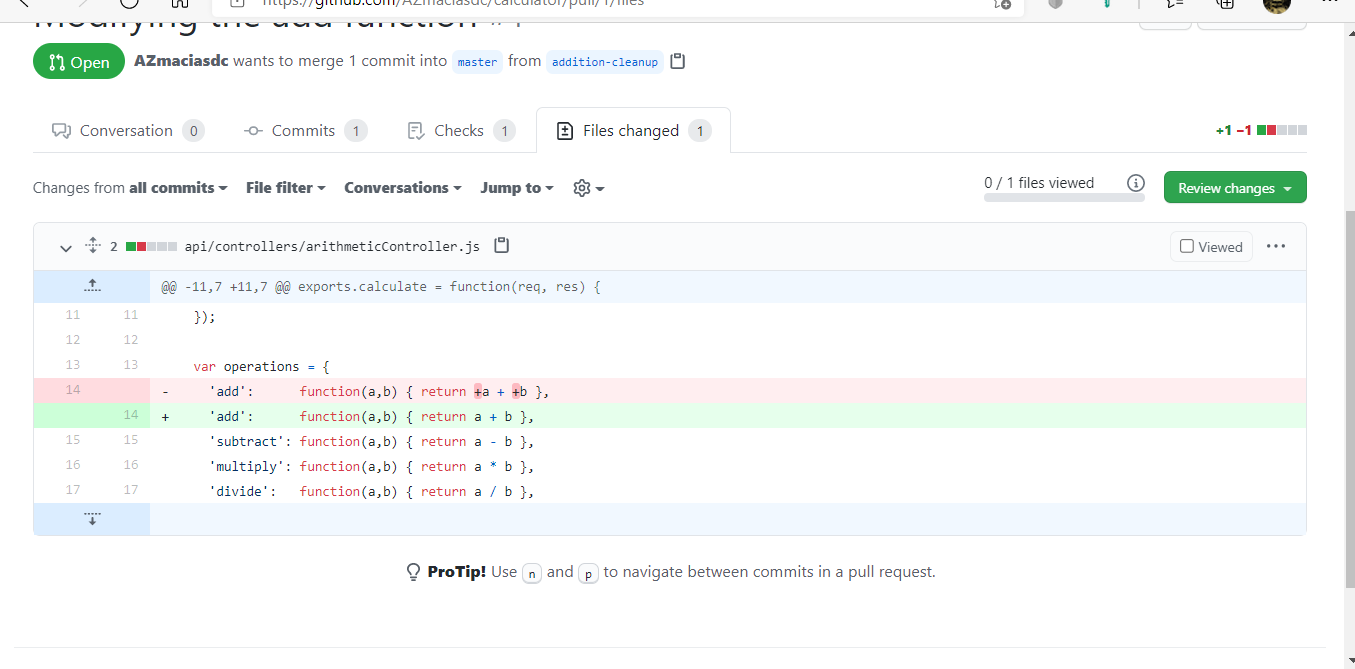 https://github.com/AZmaciasdc/calculator/pull/1/files
Modifying the add function #1
Open AZmaciasdc wants to merge 1 commit into master from addition-cleanup
Conversation 0 Commits 1 Checks 1 Files changed 1 +1 −1
Changes from all commits File filter Conversations Jump to 0 / 1 files viewed Review changes
2 api/controllers/arithmeticController.js Viewed
@@ -11,7 +11,7 @@ exports.calculate = function(req, res) {
11 11 });
12 12
13 13 var operations = {
14 - 'add': function(a,b) { return +a + +b },
14 + 'add': function(a,b) { return a + b },
15 15 'subtract': function(a,b) { return a - b },
16 16 'multiply': function(a,b) { return a * b },
17 17 'divide': function(a,b) { return a / b },
ProTip! Use n and p to navigate between commits in a pull request.